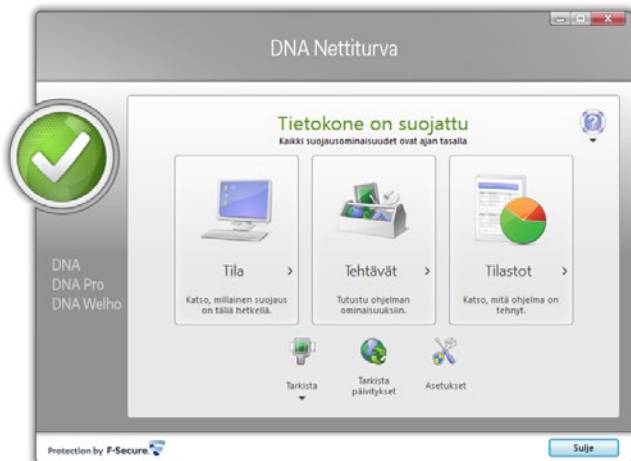 DNA Nettiturva
Tietokone on suojattu
Kaikki suojausominaisuudet ovat ajan tasalla
Tila
Katso, millainen suojaus
on tällä hetkellä.
Tehtävät
Tutustu ohjelman
ominaisuuksiin.
Tilastot
Katso, mitä ohjelma on
tehnyt.
DNA
DNA Pro
DNA Welho
Tarkista
Tarkista
päivitykset
Asetukset
Protection by F-Secure.
Sulje